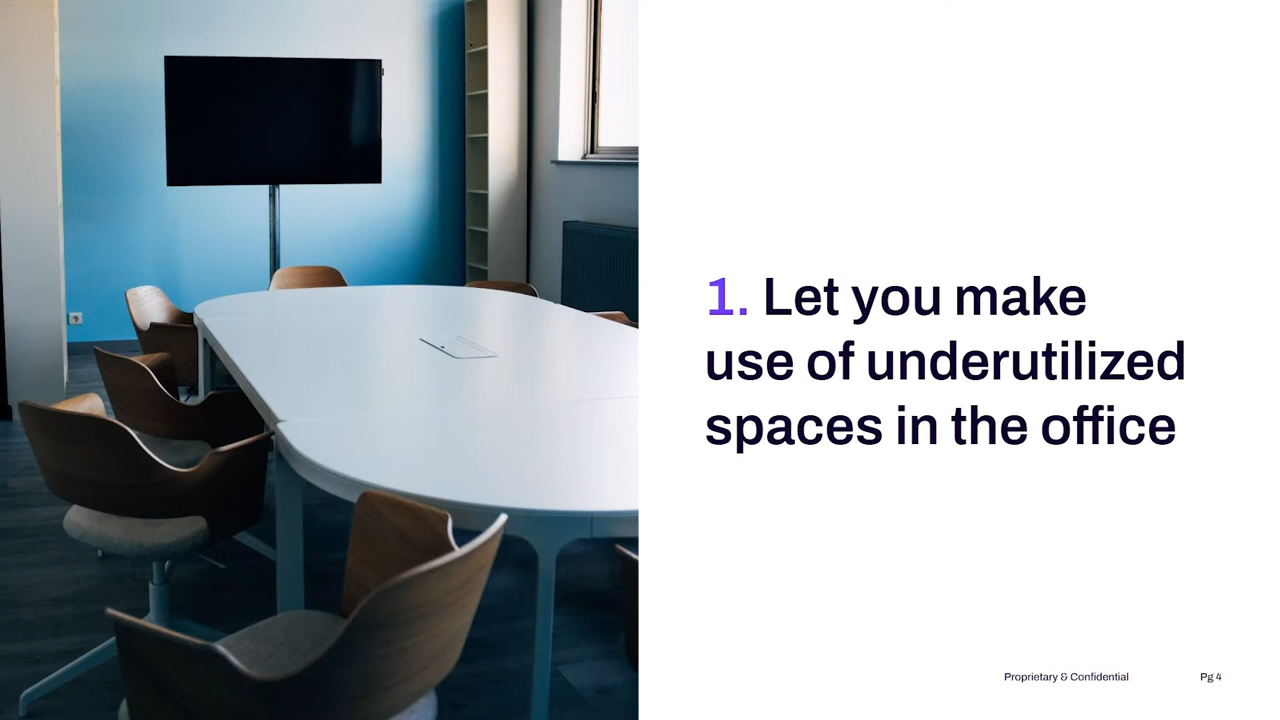 1. Let you make
use of underutilized
spaces in the office
Proprietary & Confidential
Pg 4